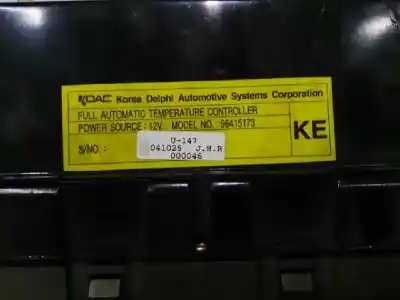 KDAC Korea Delphi Automotive Systems Corporation
FULL AUTOMATIC TEMPERATURE CONTROLLER
POWER SOURCE : 12V MODEL NO. 96415173
KE
S/NO. :
U-147
041025 J.H.R
000046